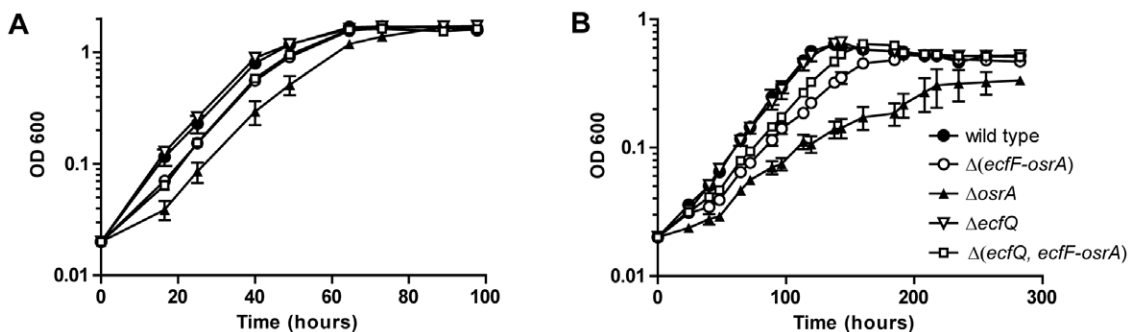 A
OD 600
1
0.1
0.01
0 20 40 60 80 100
Time (hours)
B
OD 600
1
0.1
0.01
0 100 200 300
Time (hours)
wild type
Δ(ecfF-osrA)
ΔosrA
ΔecfQ
Δ(ecfQ, ecfF-osrA)